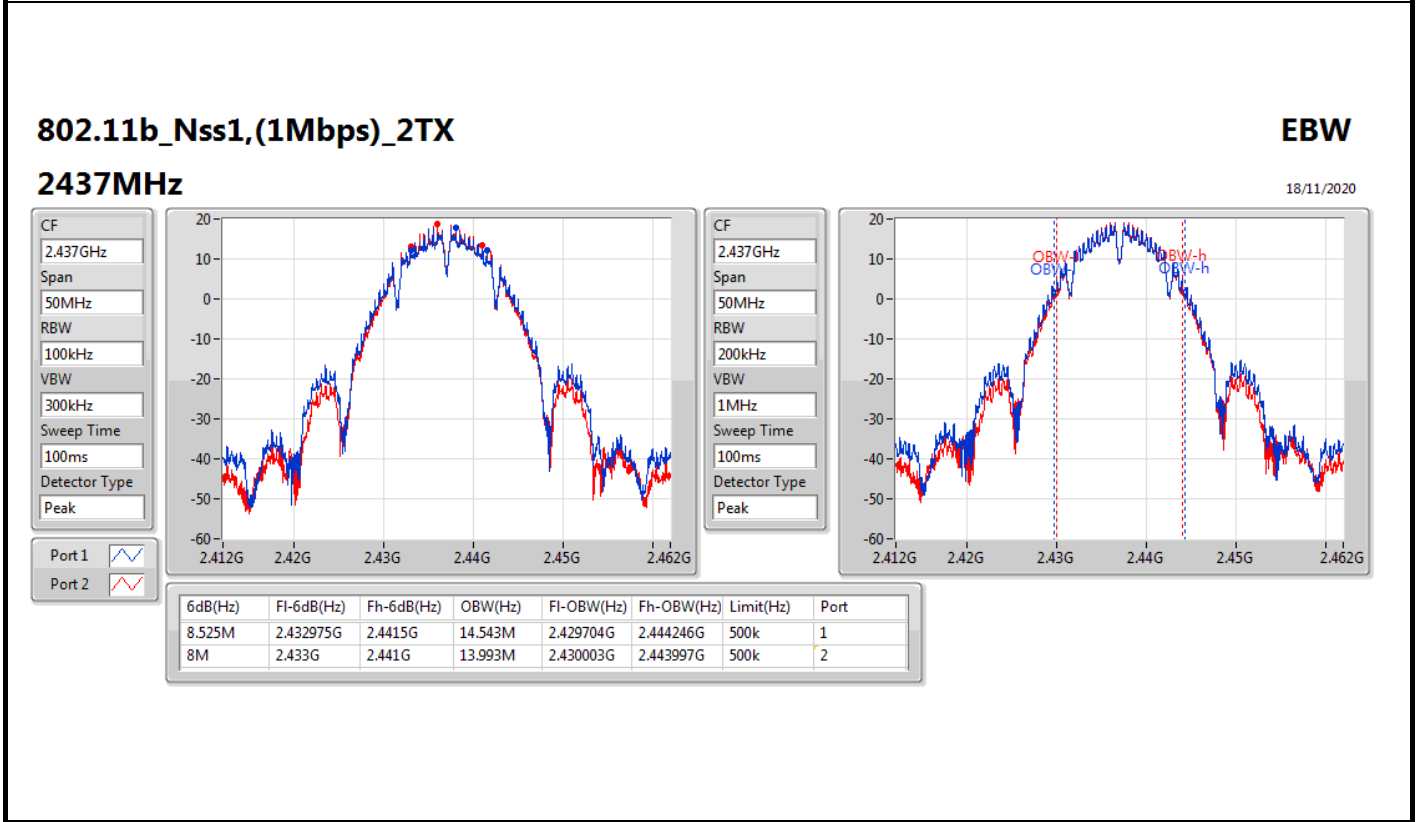 802.11b_Nss1,(1Mbps)_2TX
EBW
2437MHz
18/11/2020
CF
2.437GHz
Span
50MHz
RBW
100kHz
VBW
300kHz
Sweep Time
100ms
Detector Type
Peak
Port 1
Port 2
20
10
0
-10
-20
-30
-40
-50
-60
2.412G 2.42G 2.43G 2.44G 2.45G 2.462G
CF
2.437GHz
Span
50MHz
RBW
200kHz
VBW
1MHz
Sweep Time
100ms
Detector Type
Peak
20
10
0
-10
-20
-30
-40
-50
-60
OBW-h
OBW-h
2.412G 2.42G 2.43G 2.44G 2.45G 2.462G
6dB(Hz) Fl-6dB(Hz) Fh-6dB(Hz) OBW(Hz) Fl-OBW(Hz) Fh-OBW(Hz) Limit(Hz) Port
8.525M 2.432975G 2.4415G 14.543M 2.429704G 2.444246G 500k 1
8M 2.433G 2.441G 13.993M 2.430003G 2.443997G 500k 2